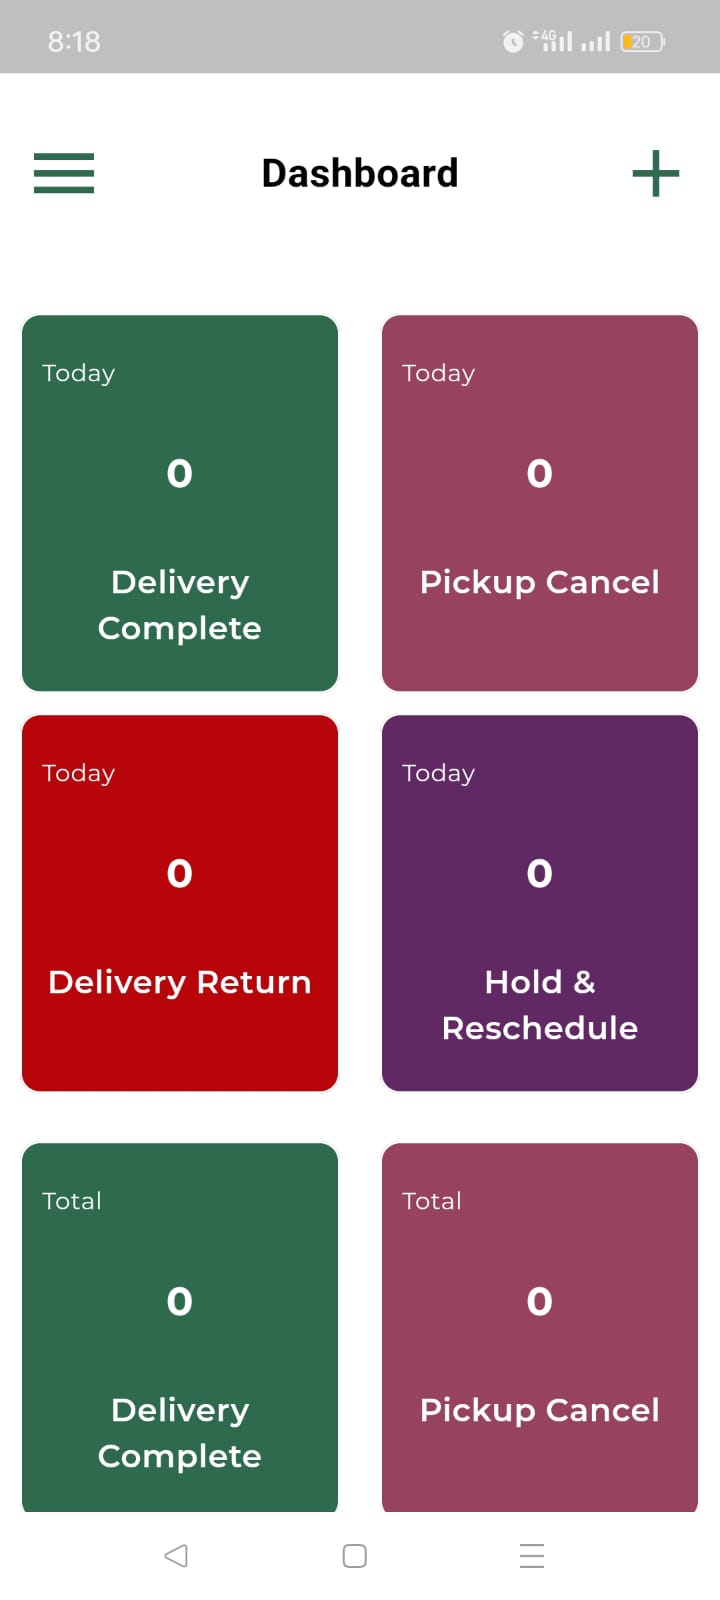 8:18
4G
20
Dashboard
Today
0
Delivery
Complete
Today
0
Pickup Cancel
Today
0
Delivery Return
Today
0
Hold &
Reschedule
Total
0
Delivery
Complete
Total
0
Pickup Cancel